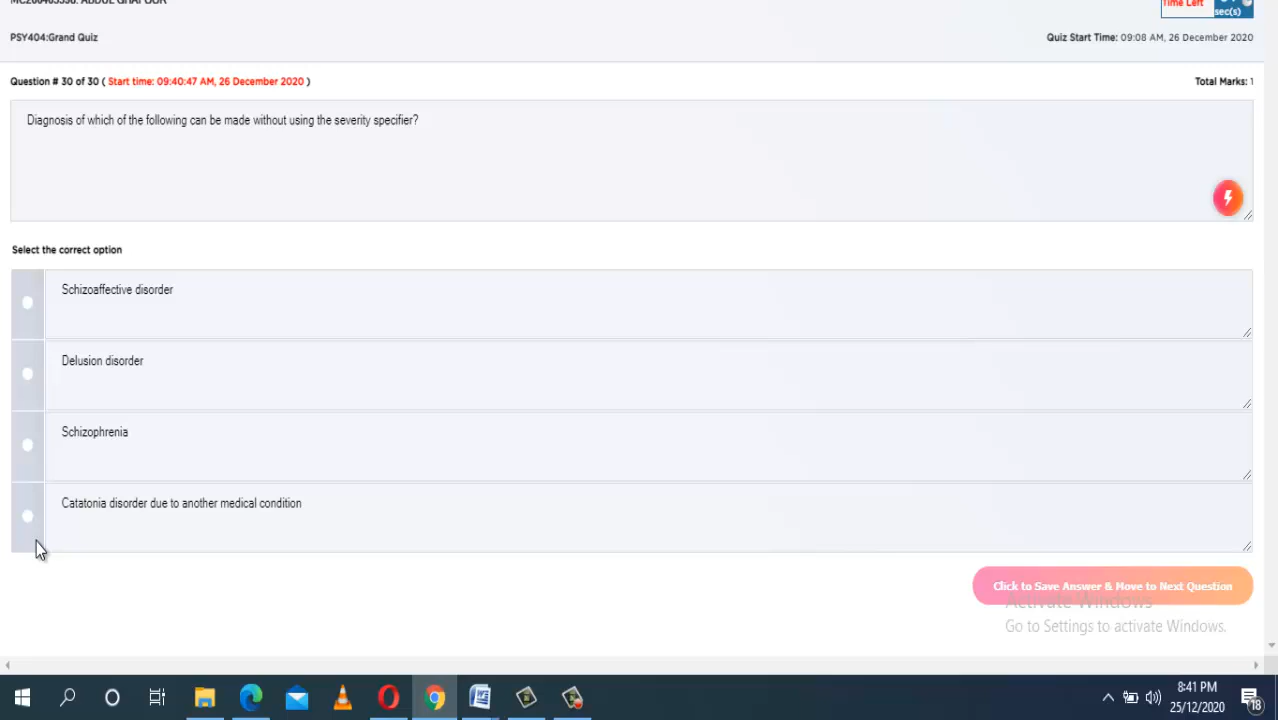 PSY404:Grand Quiz
Time Left
sec(s)
Quiz Start Time: 09:08 AM, 26 December 2020
Question # 30 of 30 ( Start time: 09:40:47 AM, 26 December 2020 )
Total Marks: 1
Diagnosis of which of the following can be made without using the severity specifier?
Select the correct option
Schizoaffective disorder
Delusion disorder
Schizophrenia
Catatonia disorder due to another medical condition
Click to Save Answer & Move to Next Question
Activate Windows
Go to Settings to activate Windows.
8:41 PM
25/12/2020
18